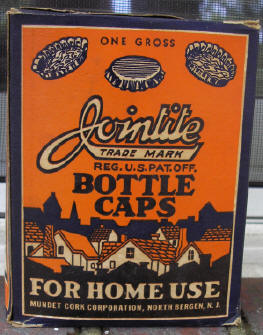 ONE GROSS
Jointite
TRADE MARK
REG. U.S. PAT. OFF.
BOTTLE
CAPS
FOR HOME USE
MUNDET CORK CORPORATION, NORTH BERGEN, N. J.